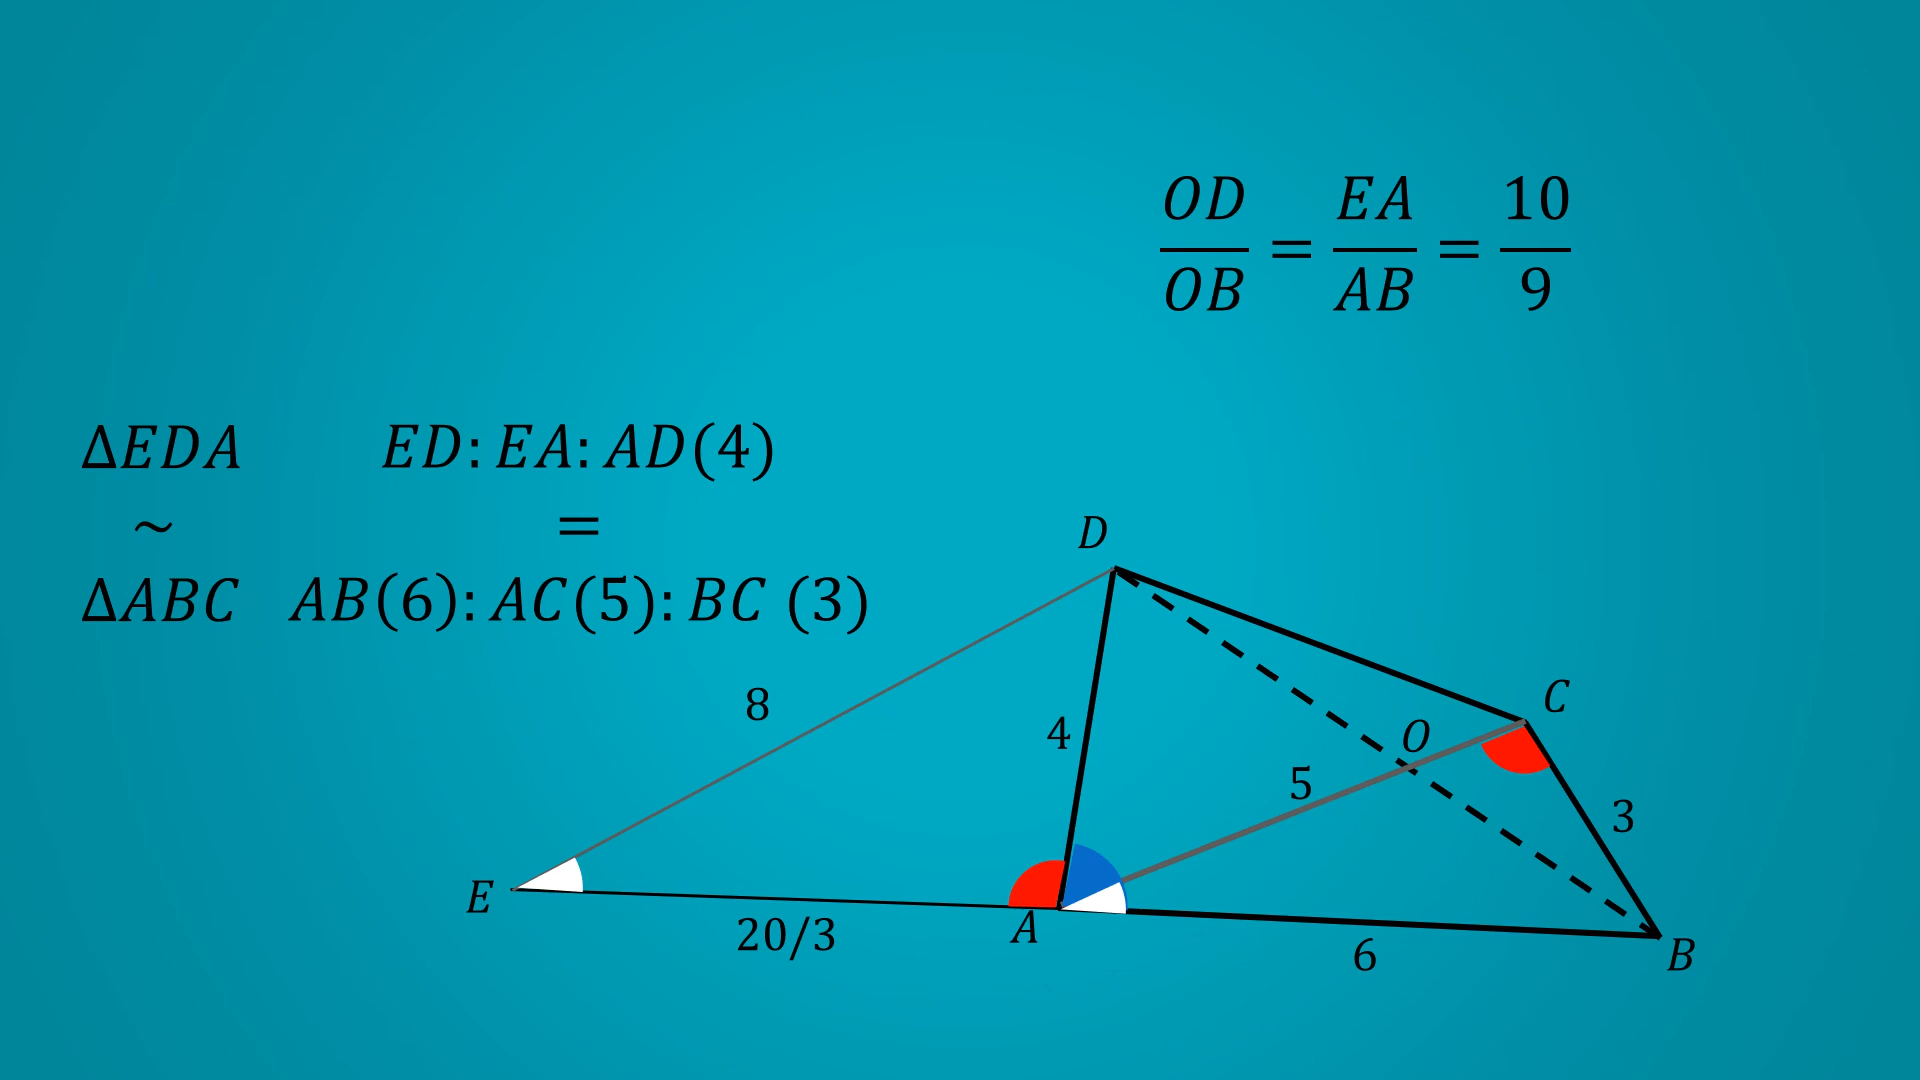 OD/OB = EA/AB = 10/9
ΔEDA ED: EA: AD(4)
~ =
ΔABC AB(6): AC(5): BC (3)
D
C
8
4
O
5
3
E
A
20/3
6
B